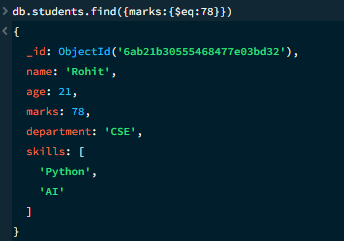 > db.students.find({marks:{$eq:78}})
< {
_id: ObjectId('6ab21b30555468477e03bd32'),
name: 'Rohit',
age: 21,
marks: 78,
department: 'CSE',
skills: [
'Python',
'AI'
]
}